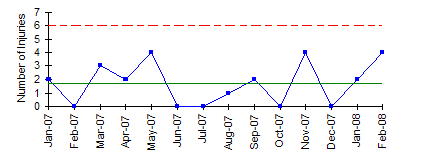 Number of Injuries
7
6
5
4
3
2
1
0
Jan-07
Feb-07
Mar-07
Apr-07
May-07
Jun-07
Jul-07
Aug-07
Sep-07
Oct-07
Nov-07
Dec-07
Jan-08
Feb-08